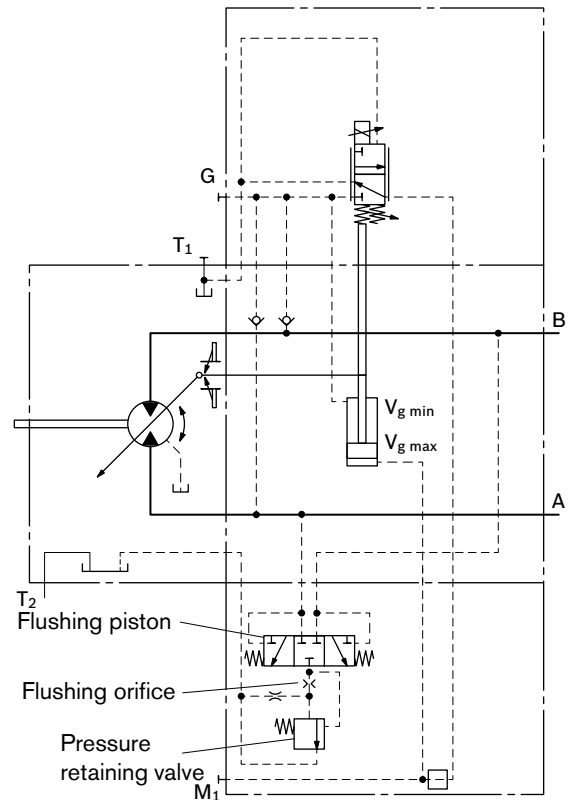 G
T1
B
Vg min
Vg max
A
T2
Flushing piston
Flushing orifice
Pressure
retaining valve
M1